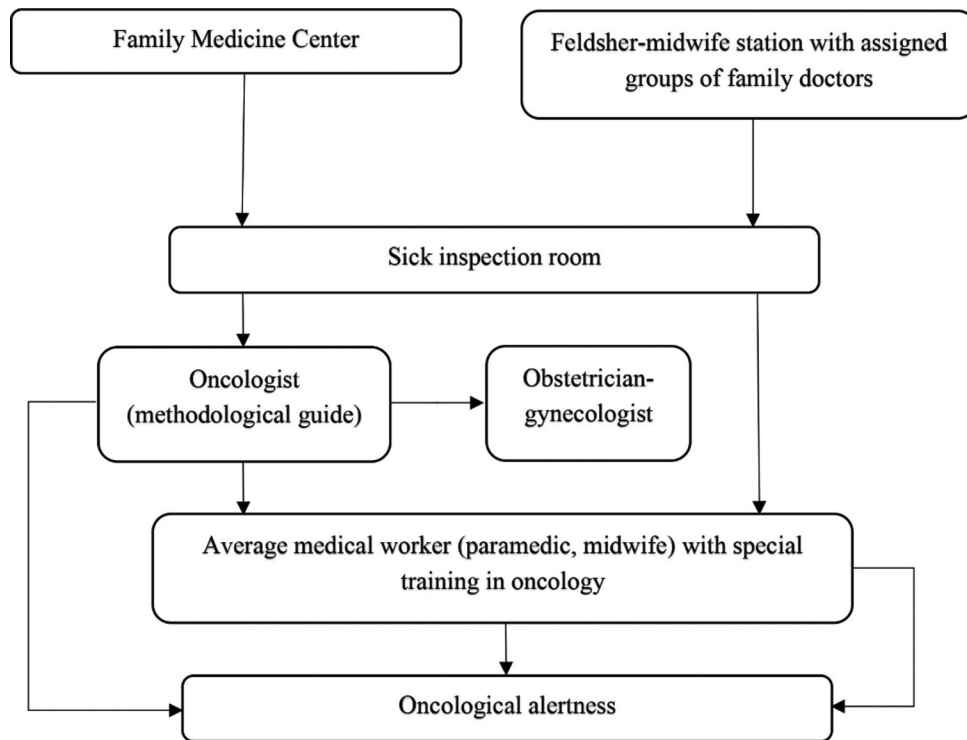 Family Medicine Center
Feldsher-midwife station with assigned
groups of family doctors
Sick inspection room
Oncologist
(methodological guide)
Obstetrician-
gynecologist
Average medical worker (paramedic, midwife) with special
training in oncology
Oncological alertness